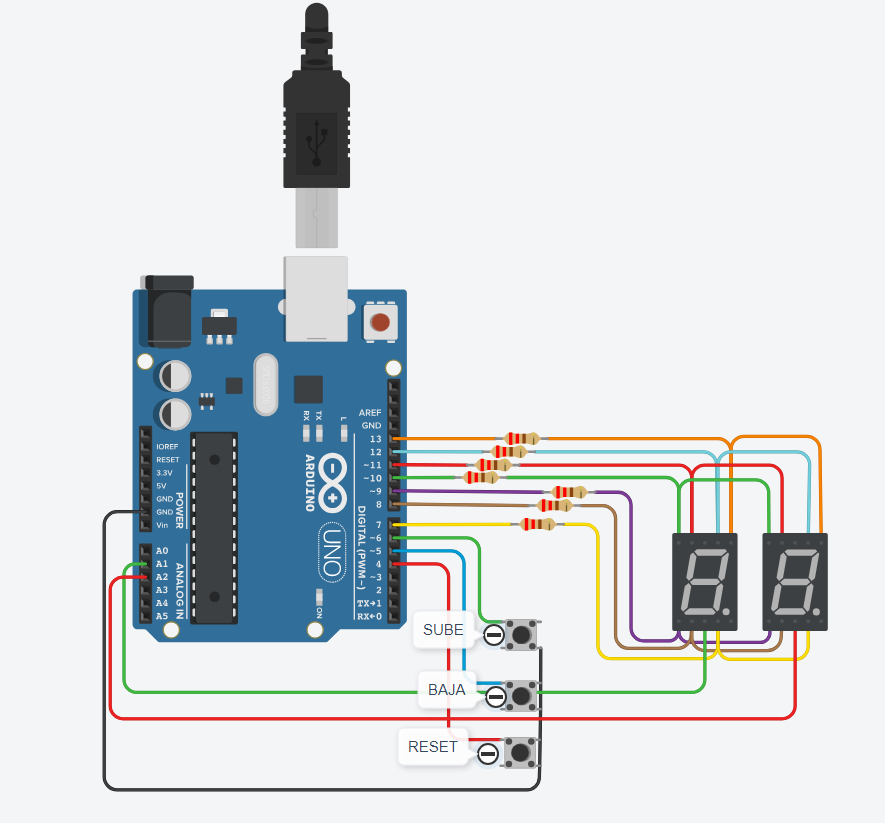 RX
TX
L
AREF
GND
13
12
~11
~10
~9
8
7
~6
~5
4
~3
2
TX→1
RX←0
DIGITAL (PWM~)
ARDUINO
UNO
ON
IOREF
RESET
3.3V
5V
GND
GND
Vin
POWER
A0
A1
A2
A3
A4
A5
ANALOG IN
SUBE
BAJA
RESET